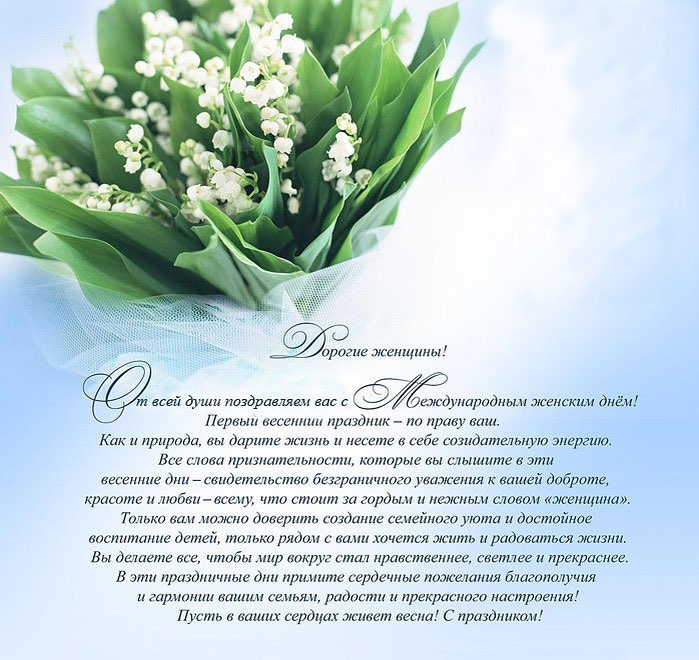 Дорогие женщины!
От всей души поздравляем вас с Международным женским днём!
Первый весенний праздник – по праву ваш.
Как и природа, вы дарите жизнь и несете в себе созидательную энергию.
Все слова признательности, которые вы слышите в эти
весенние дни – свидетельство безграничного уважения к вашей доброте,
красоте и любви – всему, что стоит за гордым и нежным словом «женщина».
Только вам можно доверить создание семейного уюта и достойное
воспитание детей, только рядом с вами хочется жить и радоваться жизни.
Вы делаете все, чтобы мир вокруг стал нравственнее, светлее и прекраснее.
В эти праздничные дни примите сердечные пожелания благополучия
и гармонии вашим семьям, радости и прекрасного настроения!
Пусть в ваших сердцах живет весна! С праздником!